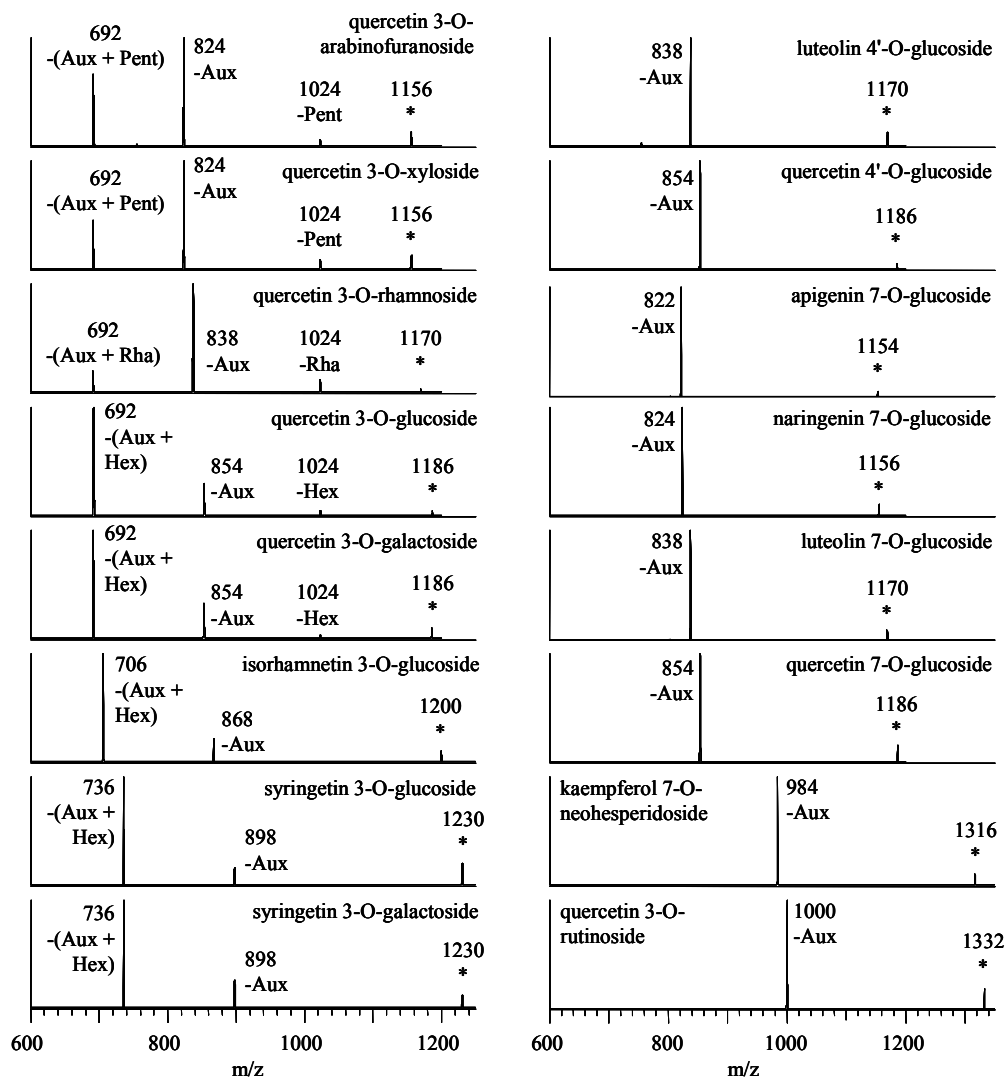 quercetin 3-O-
arabinofuranoside
692
-(Aux + Pent)
824
-Aux
1024
-Pent
1156
*
quercetin 3-O-xyloside
692
-(Aux + Pent)
824
-Aux
1024
-Pent
1156
*
quercetin 3-O-rhamnoside
692
-(Aux + Rha)
838
-Aux
1024
-Rha
1170
*
quercetin 3-O-glucoside
692
-(Aux +
Hex)
854
-Aux
1024
-Hex
1186
*
quercetin 3-O-galactoside
692
-(Aux +
Hex)
854
-Aux
1024
-Hex
1186
*
isorhamnetin 3-O-glucoside
706
-(Aux +
Hex)
868
-Aux
1200
*
syringetin 3-O-glucoside
736
-(Aux +
Hex)
898
-Aux
1230
*
syringetin 3-O-galactoside
736
-(Aux +
Hex)
898
-Aux
1230
*
600 800 1000 1200
m/z
luteolin 4'-O-glucoside
838
-Aux
1170
*
quercetin 4'-O-glucoside
854
-Aux
1186
*
apigenin 7-O-glucoside
822
-Aux
1154
*
naringenin 7-O-glucoside
824
-Aux
1156
*
luteolin 7-O-glucoside
838
-Aux
1170
*
quercetin 7-O-glucoside
854
-Aux
1186
*
kaempferol 7-O-
neohesperidoside
984
-Aux
1316
*
quercetin 3-O-
rutinoside
1000
-Aux
1332
*
600 800 1000 1200
m/z